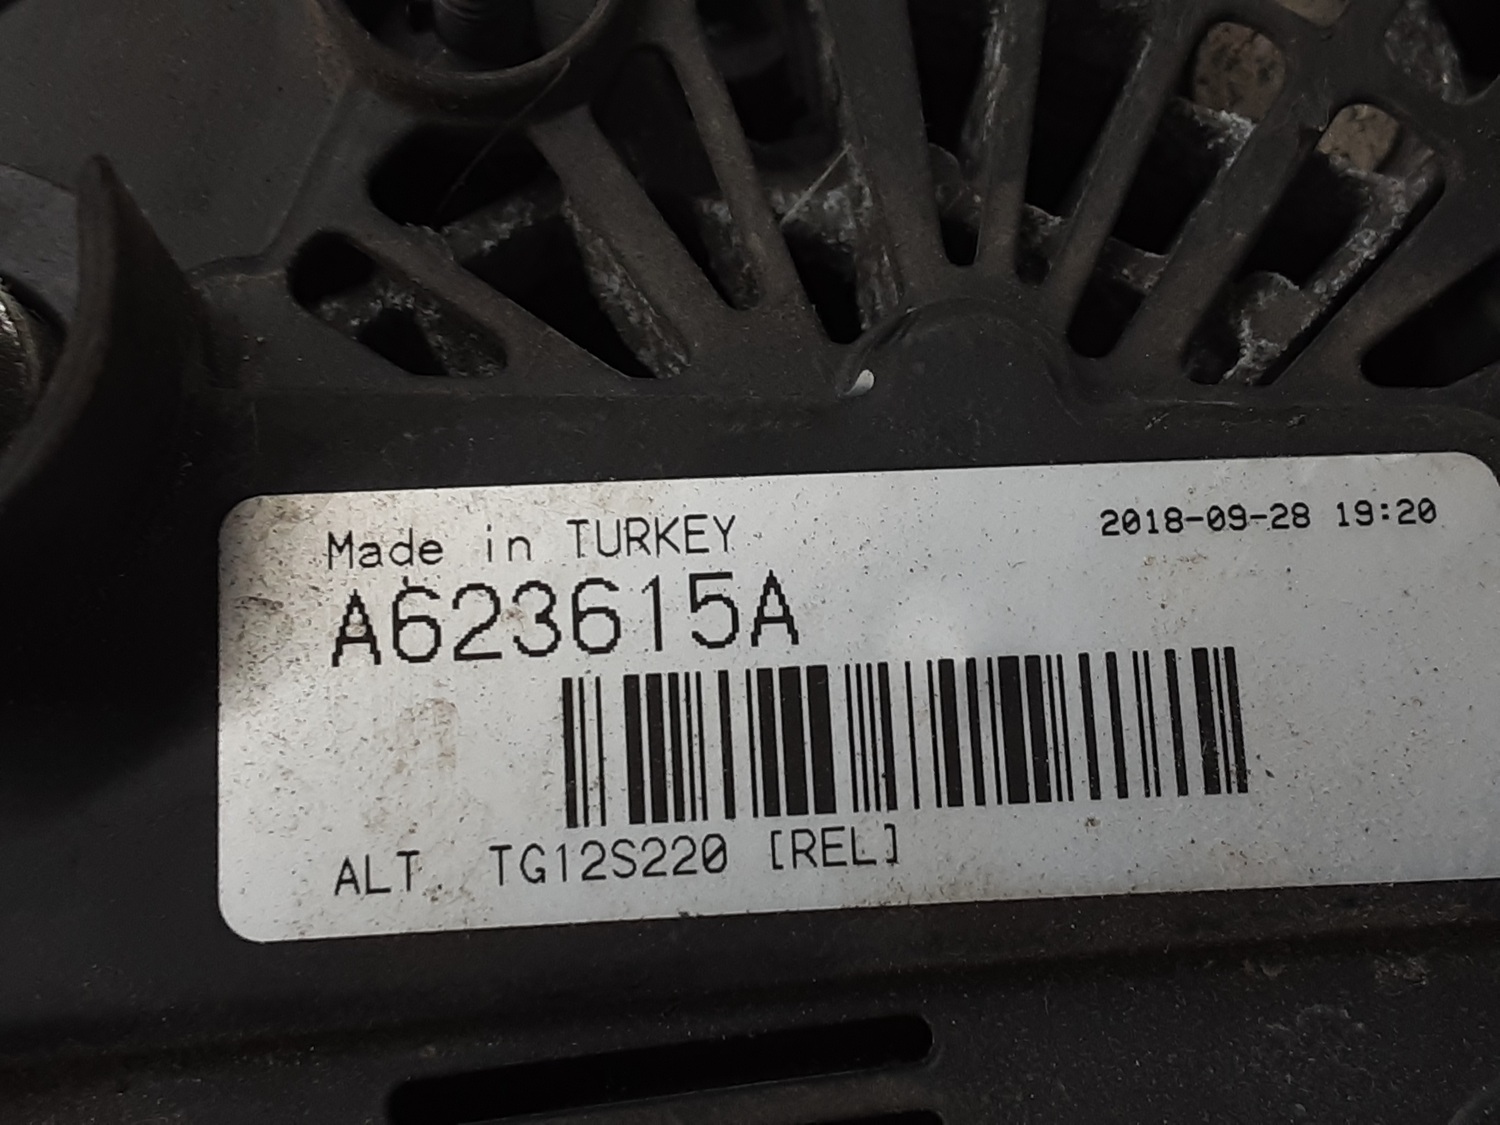 Made in TURKEY
2018-09-28 19:20
A623615A
ALT TG12S220 [REL]